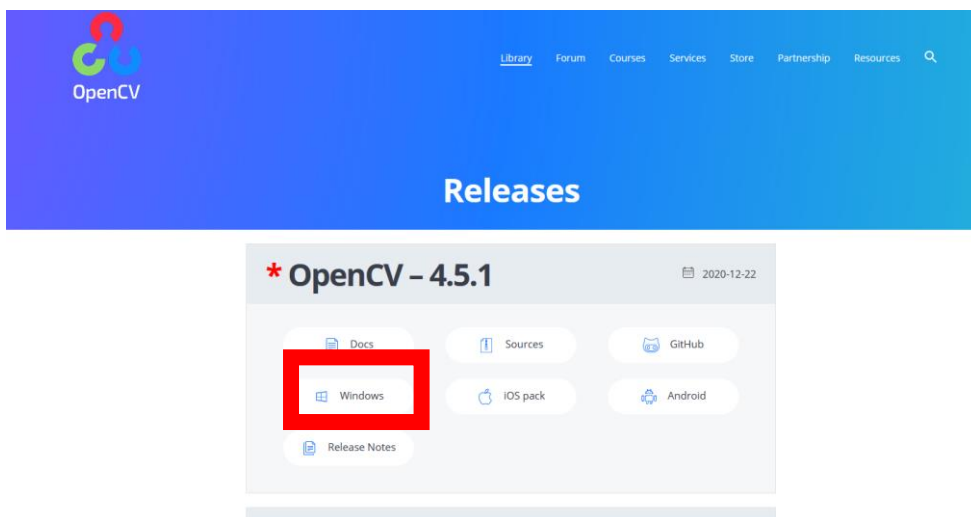 Library Forum Courses Services Store Partnership Resources
OpenCV
Releases
* OpenCV – 4.5.1
2020-12-22
Docs Sources GitHub
Windows iOS pack Android
Release Notes